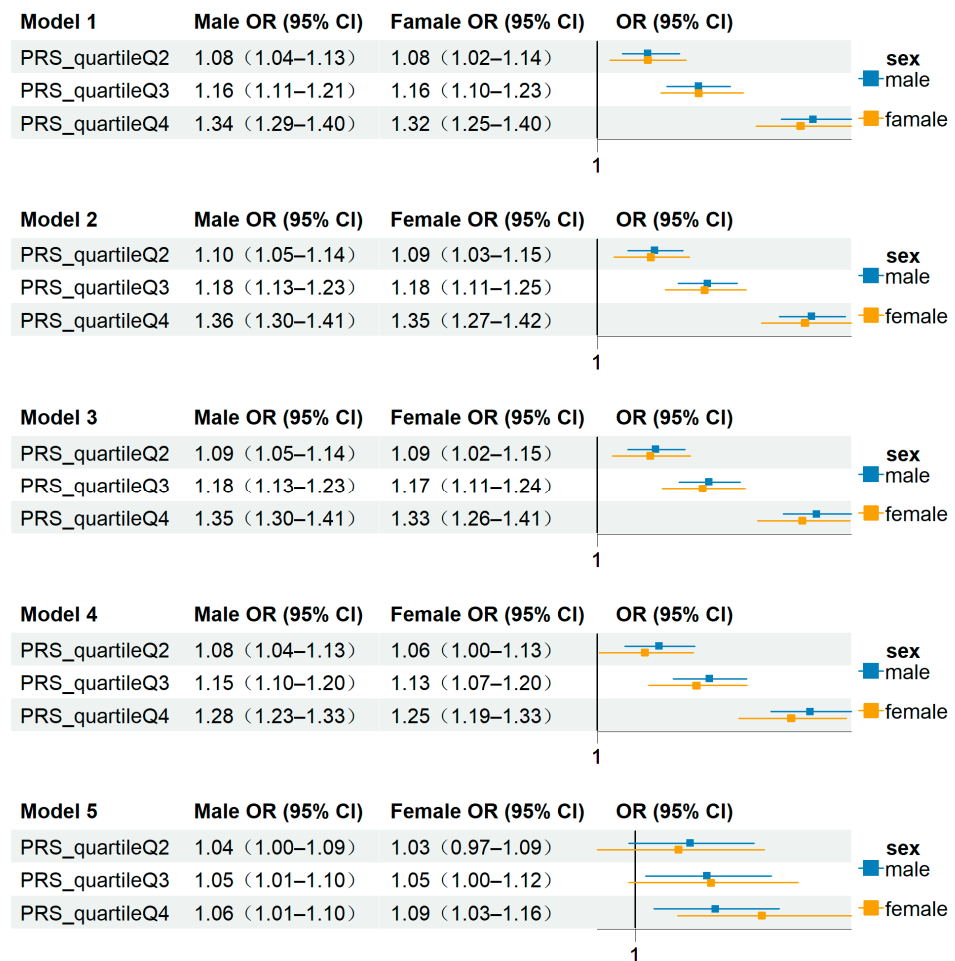 Model 1 Male OR (95% CI) Famale OR (95% CI) OR (95% CI)
PRS_quartileQ2 1.08（1.04–1.13） 1.08（1.02–1.14）
PRS_quartileQ3 1.16（1.11–1.21） 1.16（1.10–1.23）
PRS_quartileQ4 1.34（1.29–1.40） 1.32（1.25–1.40）
sex
male
famale
1
Model 2 Male OR (95% CI) Female OR (95% CI) OR (95% CI)
PRS_quartileQ2 1.10（1.05–1.14） 1.09（1.03–1.15）
PRS_quartileQ3 1.18（1.13–1.23） 1.18（1.11–1.25）
PRS_quartileQ4 1.36（1.30–1.41） 1.35（1.27–1.42）
sex
male
female
1
Model 3 Male OR (95% CI) Female OR (95% CI) OR (95% CI)
PRS_quartileQ2 1.09（1.05–1.14） 1.09（1.02–1.15）
PRS_quartileQ3 1.18（1.13–1.23） 1.17（1.11–1.24）
PRS_quartileQ4 1.35（1.30–1.41） 1.33（1.26–1.41）
sex
male
female
1
Model 4 Male OR (95% CI) Female OR (95% CI) OR (95% CI)
PRS_quartileQ2 1.08（1.04–1.13） 1.06（1.00–1.13）
PRS_quartileQ3 1.15（1.10–1.20） 1.13（1.07–1.20）
PRS_quartileQ4 1.28（1.23–1.33） 1.25（1.19–1.33）
sex
male
female
1
Model 5 Male OR (95% CI) Female OR (95% CI) OR (95% CI)
PRS_quartileQ2 1.04（1.00–1.09） 1.03（0.97–1.09）
PRS_quartileQ3 1.05（1.01–1.10） 1.05（1.00–1.12）
PRS_quartileQ4 1.06（1.01–1.10） 1.09（1.03–1.16）
sex
male
female
1